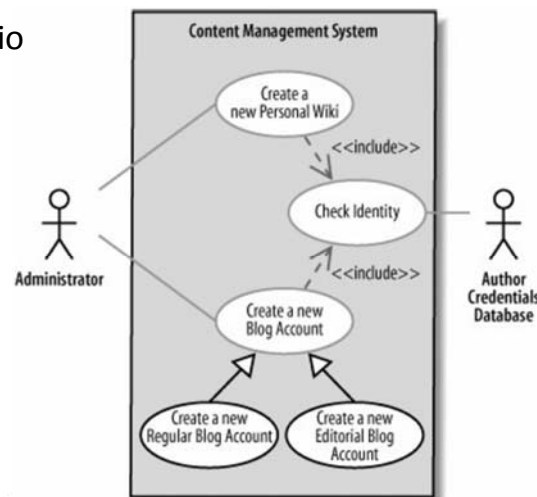 io
Content Management System
Create a
new Personal Wiki
<<include>>
Check Identity
Administrator
<<include>>
Author
Credentials
Database
Create a new
Blog Account
Create a new
Regular Blog Account
Create a new
Editorial Blog
Account